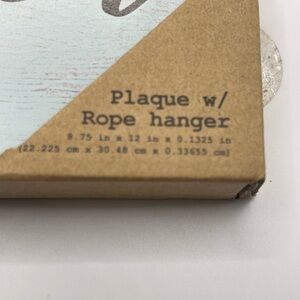 Plaque w/
Rope hanger
8.75 in x 12 in x 0.1325 in
(22.225 cm x 30.48 cm x 0.33655 cm)